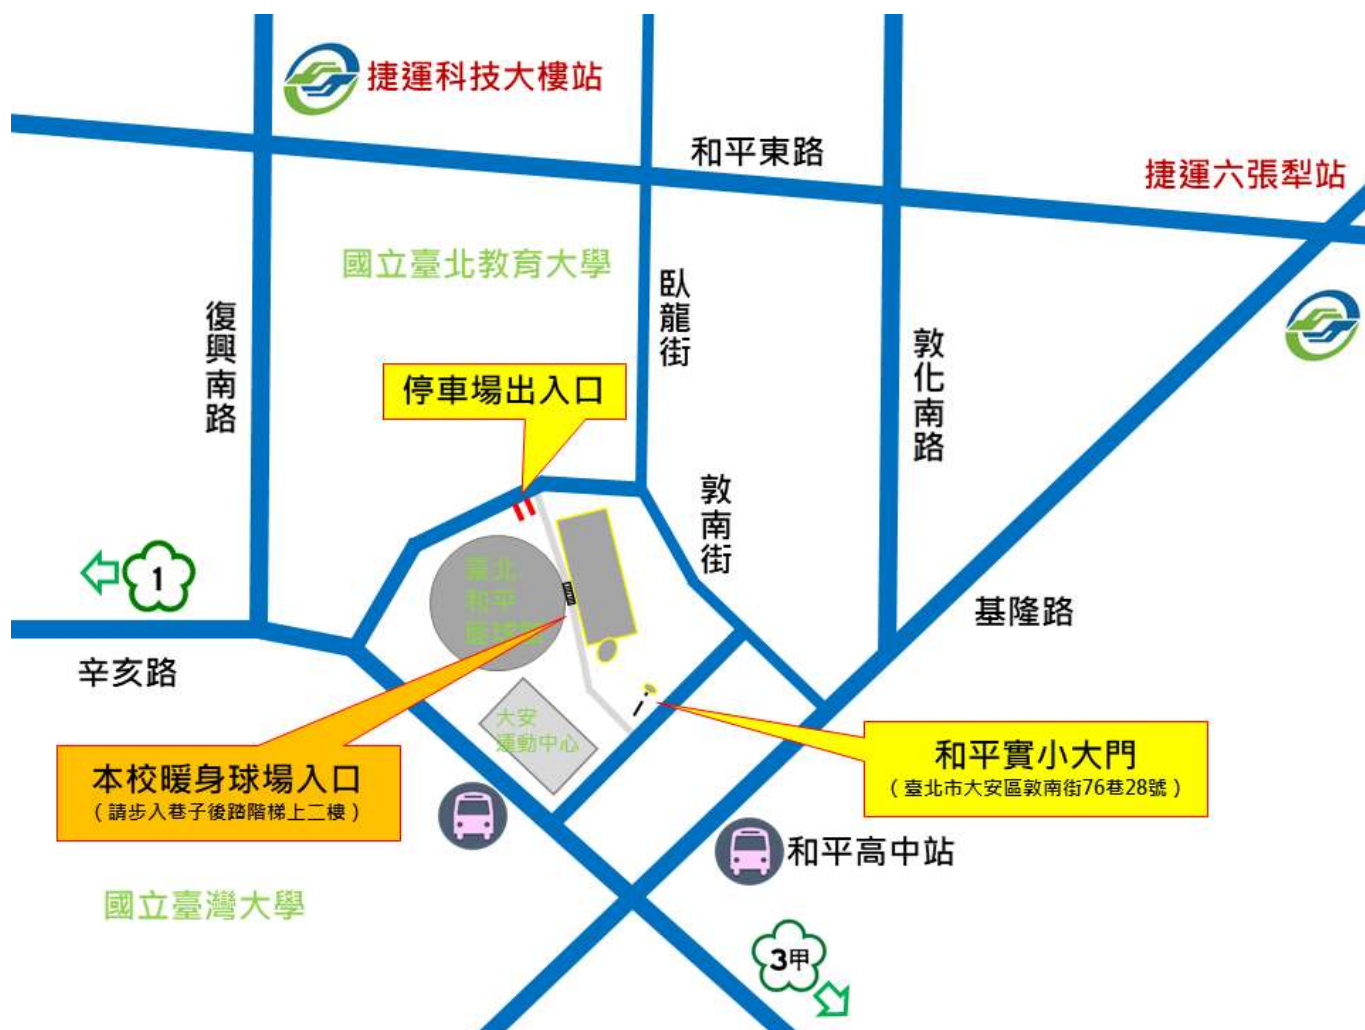 捷運科技大樓站
和平東路
捷運六張犁站
國立臺北教育大學
臥龍街
復興南路
敦化南路
停車場出入口
敦南街
1
臺北
和平
籃球館
基隆路
辛亥路
大安
運動中心
本校暖身球場入口
(請步入巷子後踏階梯上二樓)
和平實小大門
(臺北市大安區敦南街76巷28號)
和平高中站
國立臺灣大學
3甲